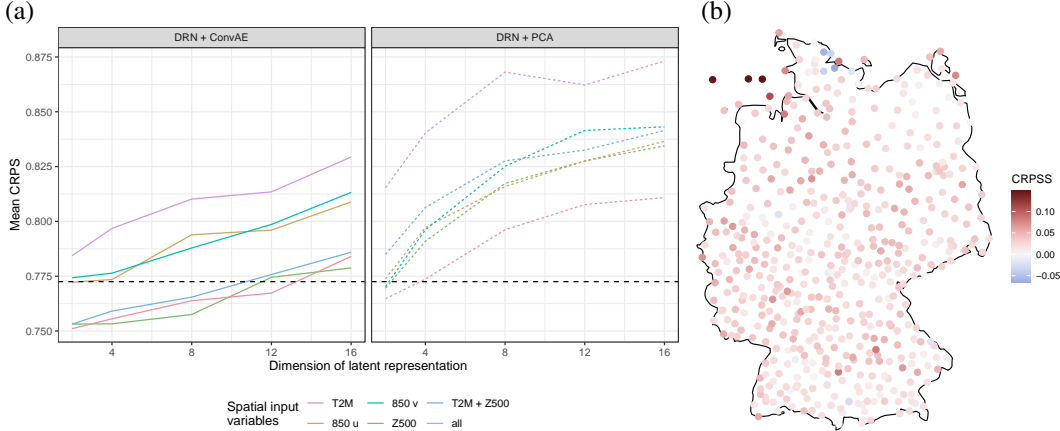 (a)
DRN + ConvAE
DRN + PCA
0.875
0.850
0.825
0.800
0.775
0.750
Mean CRPS
4 8 12 16
4 8 12 16
Dimension of latent representation
Spatial input
variables
T2M
850 v
T2M + Z500
850 u
Z500
all
(b)
CRPSS
0.10
0.05
0.00
−0.05